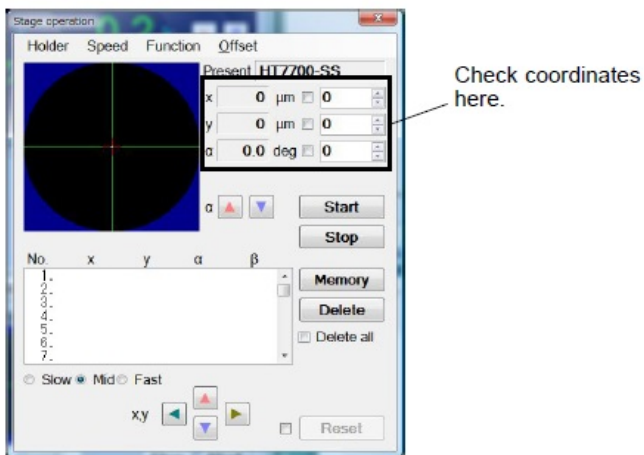 Stage operation
Holder Speed Function Offset
Present HT7700-SS
x 0 µm 0
y 0 µm 0
α 0.0 deg 0
Check coordinates
here.
α
Start
Stop
No. x y α β
1.
2.
3.
4.
5.
6.
7.
Memory
Delete
Delete all
Slow Mid Fast
x,y
Reset